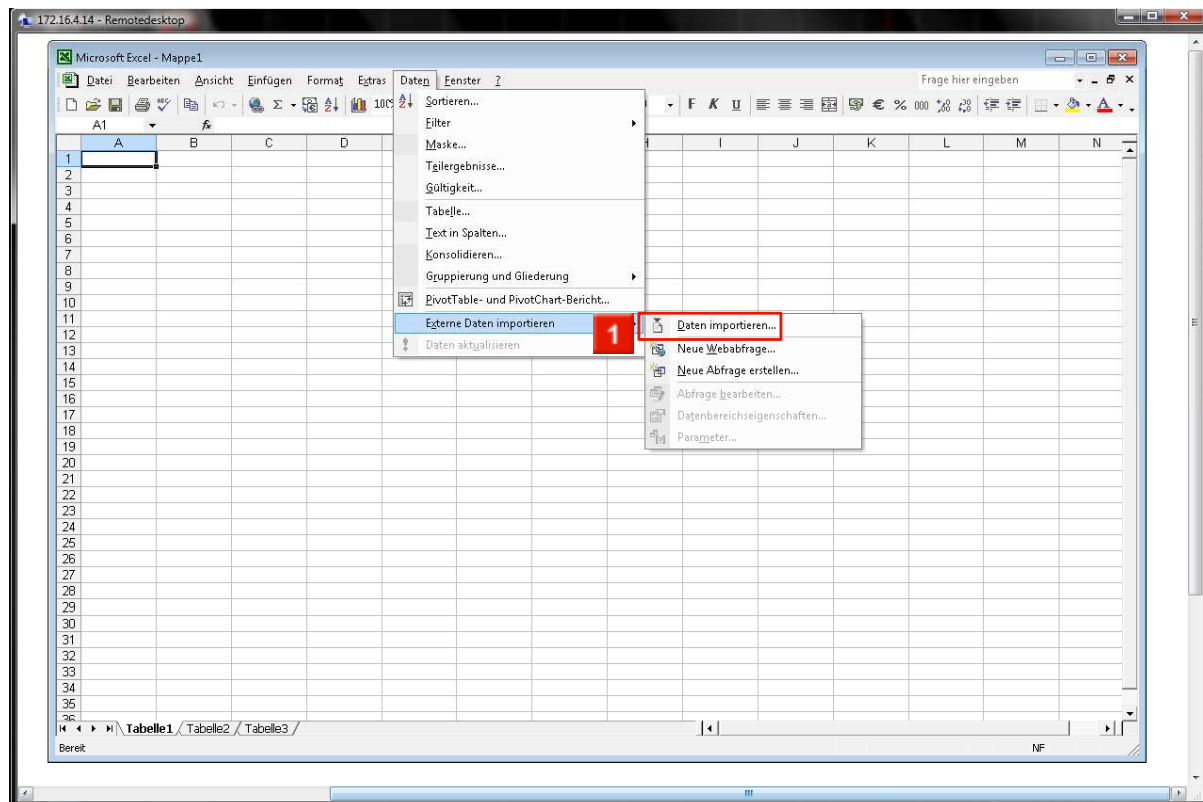 172.16.4.14 - Remotedesktop
Microsoft Excel - Mappe1
Datei Bearbeiten Ansicht Einfügen Format Extras Daten Fenster ?
Frage hier eingeben
F K U € % 000
A1 fx
A B C D I J K L M N
Sortieren...
Filter
Maske...
Teilergebnisse...
Gültigkeit...
Tabelle...
Text in Spalten...
Konsolidieren...
Gruppierung und Gliederung
PivotTable- und PivotChart-Bericht...
Externe Daten importieren
Daten aktualisieren
1
Daten importieren...
Neue Webabfrage...
Neue Abfrage erstellen...
Abfrage bearbeiten...
Datenbereichseigenschaften...
Parameter...
1
2
3
4
5
6
7
8
9
10
11
12
13
14
15
16
17
18
19
20
21
22
23
24
25
26
27
28
29
30
31
32
33
34
35
36
Tabelle1 Tabelle2 Tabelle3
Bereit
NF